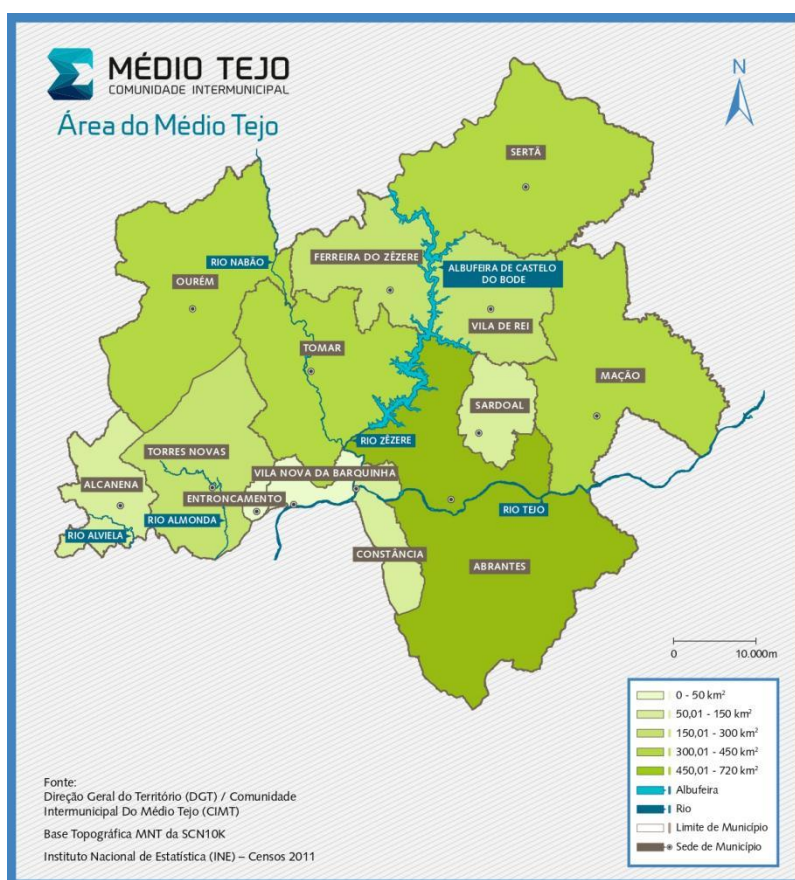 MÉDIO TEJO
COMUNIDADE INTERMUNICIPAL
Área do Médio Tejo
N
SERTÃ
RIO NABÃO
FERREIRA DO ZÊZERE
ALBUFEIRA DE CASTELO
DO BODE
OURÉM
VILA DE REI
TOMAR
MAÇÃO
SARDOAL
RIO ZÊZERE
TORRES NOVAS
VILA NOVA DA BARQUINHA
ALCANENA
ENTRONCAMENTO
RIO TEJO
RIO ALMONDA
RIO ALVIELA
CONSTÂNCIA
ABRANTES
0
10.000m
0 - 50 km²
50,01 - 150 km²
150,01 - 300 km²
300,01 - 450 km²
450,01 - 720 km²
Albufeira
Rio
Limite de Município
Sede de Município
Fonte:
Direção Geral do Território (DGT) / Comunidade
Intermunicipal Do Médio Tejo (CIMT)
Base Topográfica MNT da SCN10K
Instituto Nacional de Estatística (INE) – Censos 2011